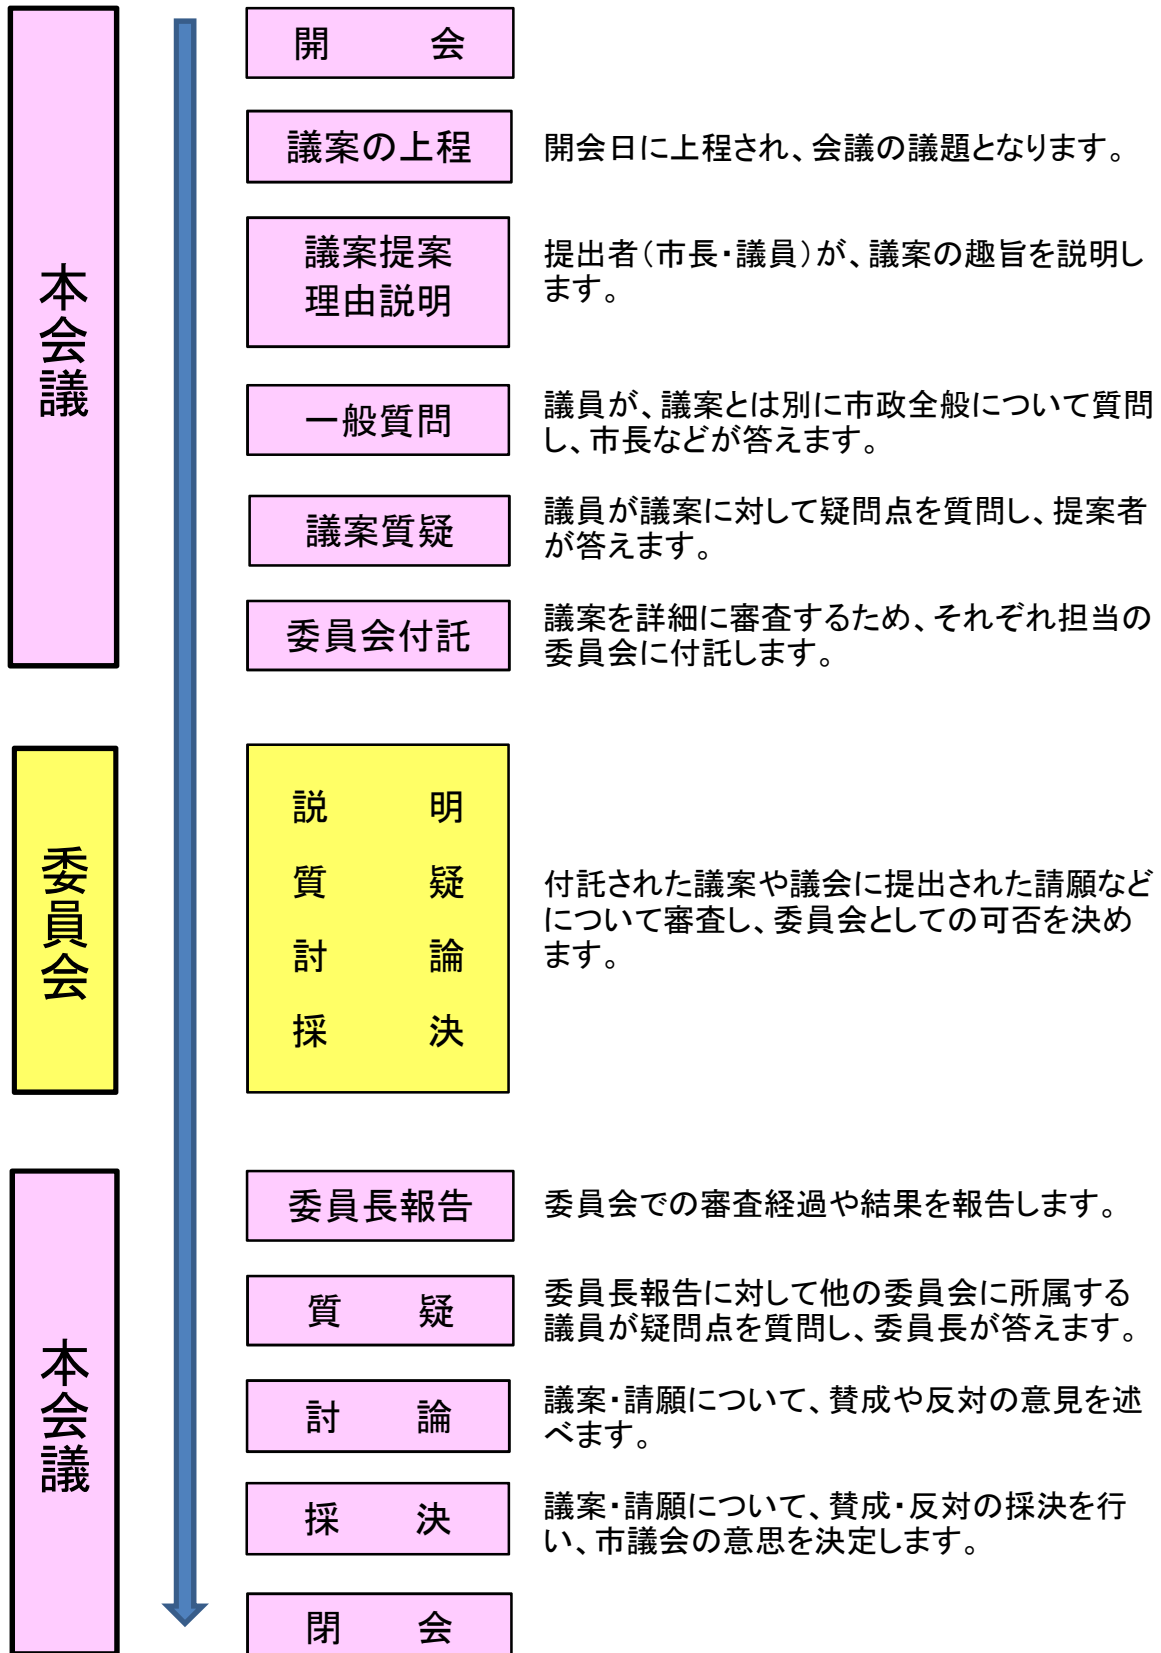 本会議
開会
議案の上程
開会日に上程され、会議の議題となります。
議案提案
理由説明
提出者（市長・議員）が、議案の趣旨を説明し
ます。
一般質問
議員が、議案とは別に市政全般について質問
し、市長などが答えます。
議案質疑
議員が議案に対して疑問点を質問し、提案者
が答えます。
委員会付託
議案を詳細に審査するため、それぞれ担当の
委員会に付託します。
委員会
説明
質疑
討論
採決
付託された議案や議会に提出された請願など
について審査し、委員会としての可否を決め
ます。
本会議
委員長報告
委員会での審査経過や結果を報告します。
質疑
委員長報告に対して他の委員会に所属する
議員が疑問点を質問し、委員長が答えます。
討論
議案・請願について、賛成や反対の意見を述
べます。
採決
議案・請願について、賛成・反対の採決を行
い、市議会の意思を決定します。
閉会